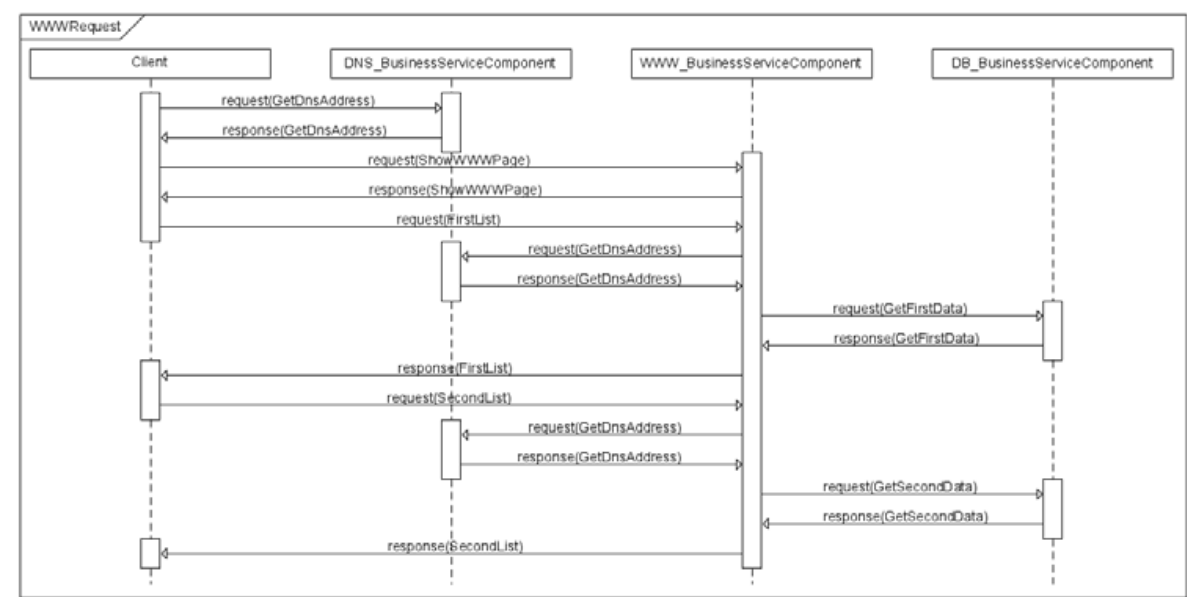 WWWRequest
Client
DNS_BusinessServiceComponent
WWW_BusinessServiceComponent
DB_BusinessServiceComponent
request(GetDnsAddress)
response(GetDnsAddress)
request(ShowWWWPage)
response(ShowWWWPage)
request(FirstList)
request(GetDnsAddress)
response(GetDnsAddress)
request(GetFirstData)
response(GetFirstData)
response(FirstList)
request(SecondList)
request(GetDnsAddress)
response(GetDnsAddress)
request(GetSecondData)
response(GetSecondData)
response(SecondList)